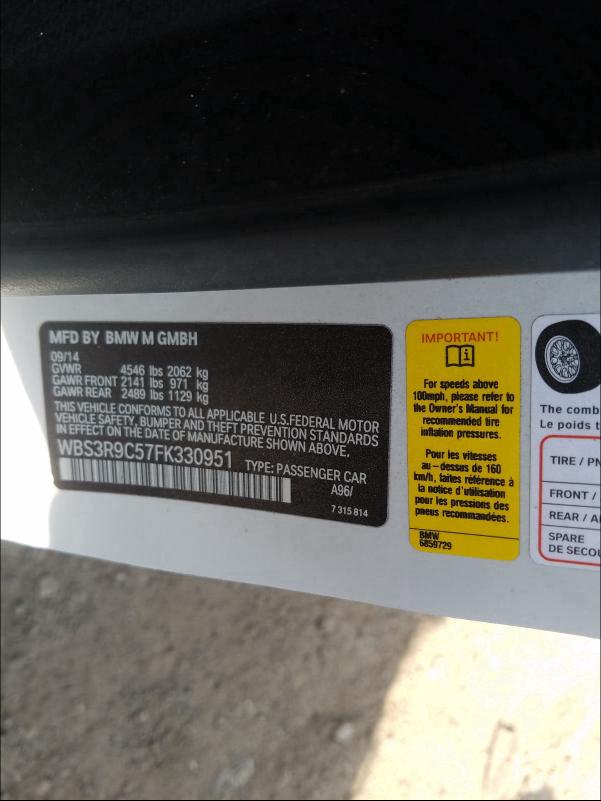 MFD BY BMW M GMBH
09/14
GVWR 4546 lbs 2062 kg
GAWR FRONT 2141 lbs 971 kg
GAWR REAR 2489 lbs 1129 kg
THIS VEHICLE CONFORMS TO ALL APPLICABLE U.S.FEDERAL MOTOR
VEHICLE SAFETY, BUMPER AND THEFT PREVENTION STANDARDS
IN EFFECT ON THE DATE OF MANUFACTURE SHOWN ABOVE.
WBS3R9C57FK330951
TYPE: PASSENGER CAR
A96/
7 315 814
IMPORTANT!
For speeds above
100mph, please refer to
the Owner's Manual for
recommended tire
inflation pressures.
Pour les vitesses
au-dessus de 160
km/h, faites référence à
la notice d'utilisation
pour les pressions des
pneus recommandées.
BMW
6859729
The comb
Le poids t
TIRE / PN
FRONT /
REAR / A
SPARE
DE SECOU